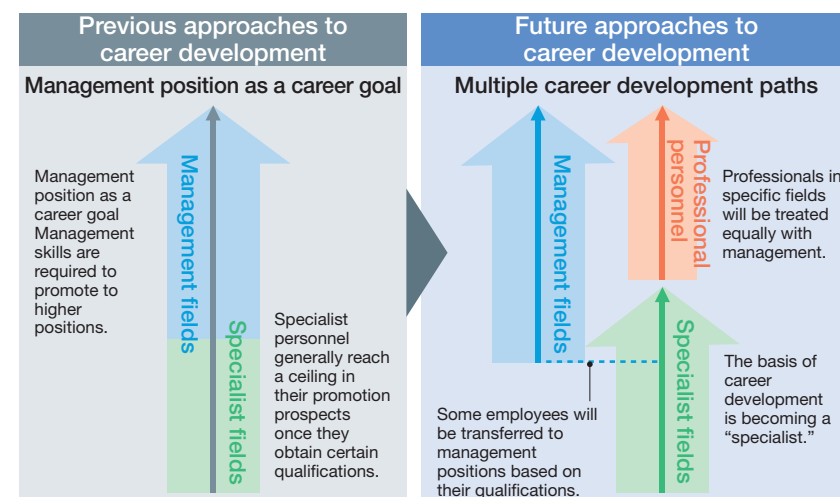 Previous approaches to
career development
Management position as a career goal
Management
position as a
career goal
Management
skills are
required to
promote to
higher
positions.
Management fields
Specialist fields
Specialist
personnel
generally reach
a ceiling in
their promotion
prospects
once they
obtain certain
qualifications.
Future approaches to
career development
Multiple career development paths
Management fields
Professional
personnel
Professionals in
specific fields
will be treated
equally with
management.
Specialist fields
The basis of
career
development
is becoming a
“specialist.”
Some employees will
be transferred to
management
positions based on
their qualifications.